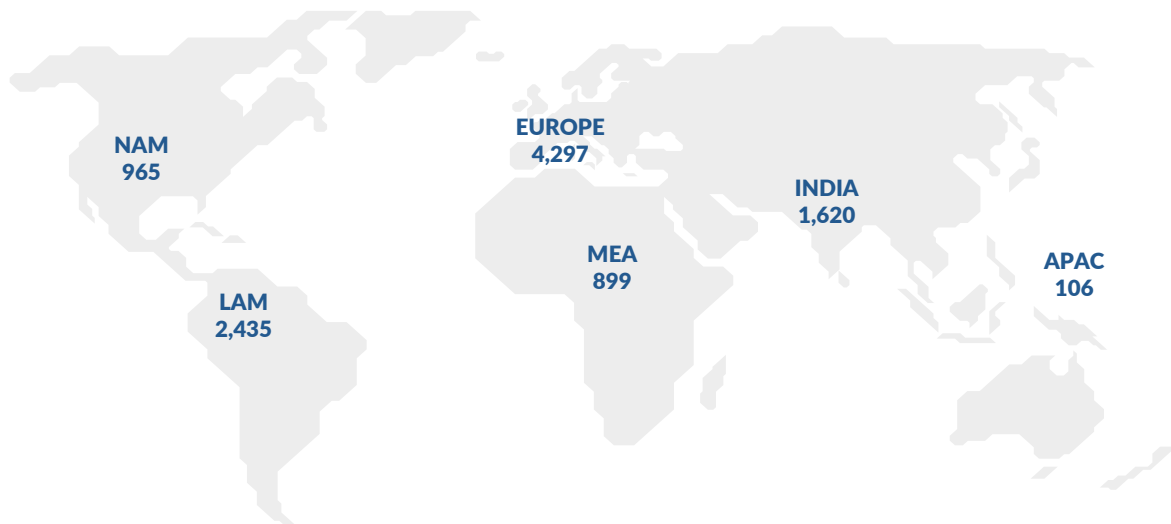 NAM
965
EUROPE
4,297
INDIA
1,620
MEA
899
APAC
106
LAM
2,435